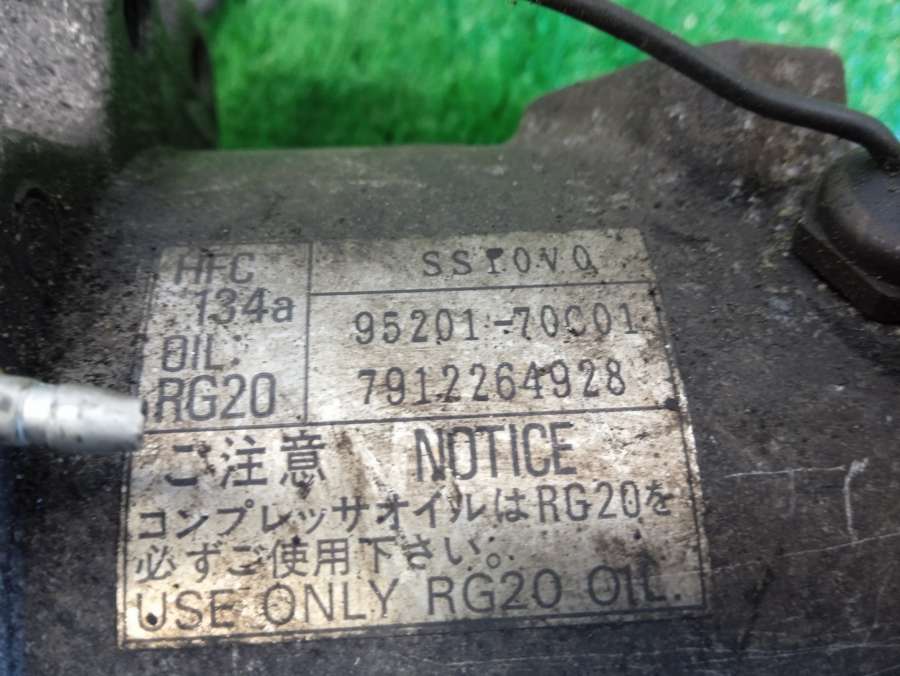 HFC
134a
OIL:
RG20
SS10V0
95201-70C01
7912264928
ご注意 NOTICE
コンプレッサオイルはRG20を
必ずご使用下さい。
USE ONLY RG20 OIL.